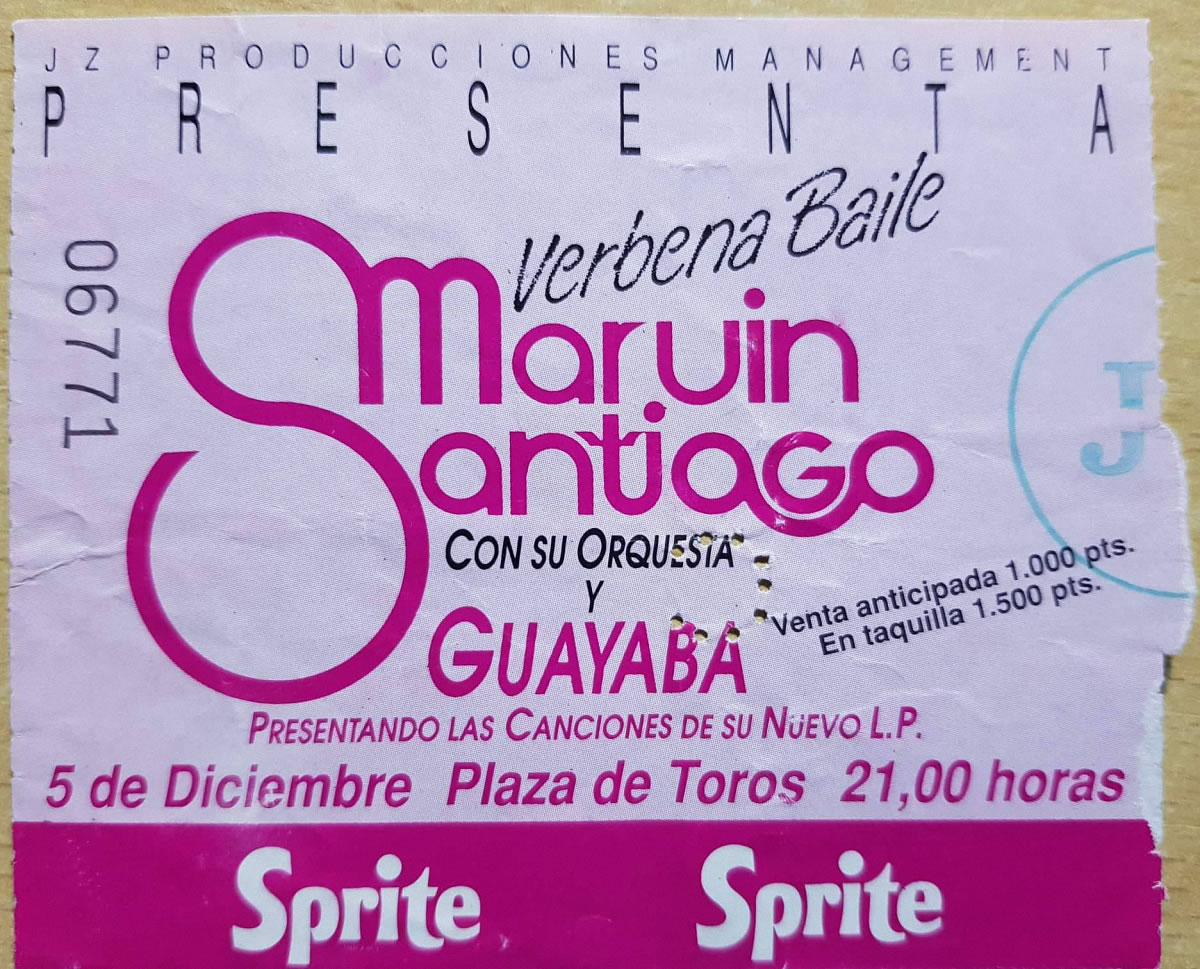 JZ PRODUCCIONES MANAGEMENT
PRESENTA
Verbena Baile
06771
Marvin
Santiago
J
CON SU ORQUESTA
Y
GUAYABA
Venta anticipada 1.000 pts.
En taquilla 1.500 pts.
PRESENTANDO LAS CANCIONES DE SU NUEVO L.P.
5 de Diciembre Plaza de Toros 21,00 horas
Sprite Sprite